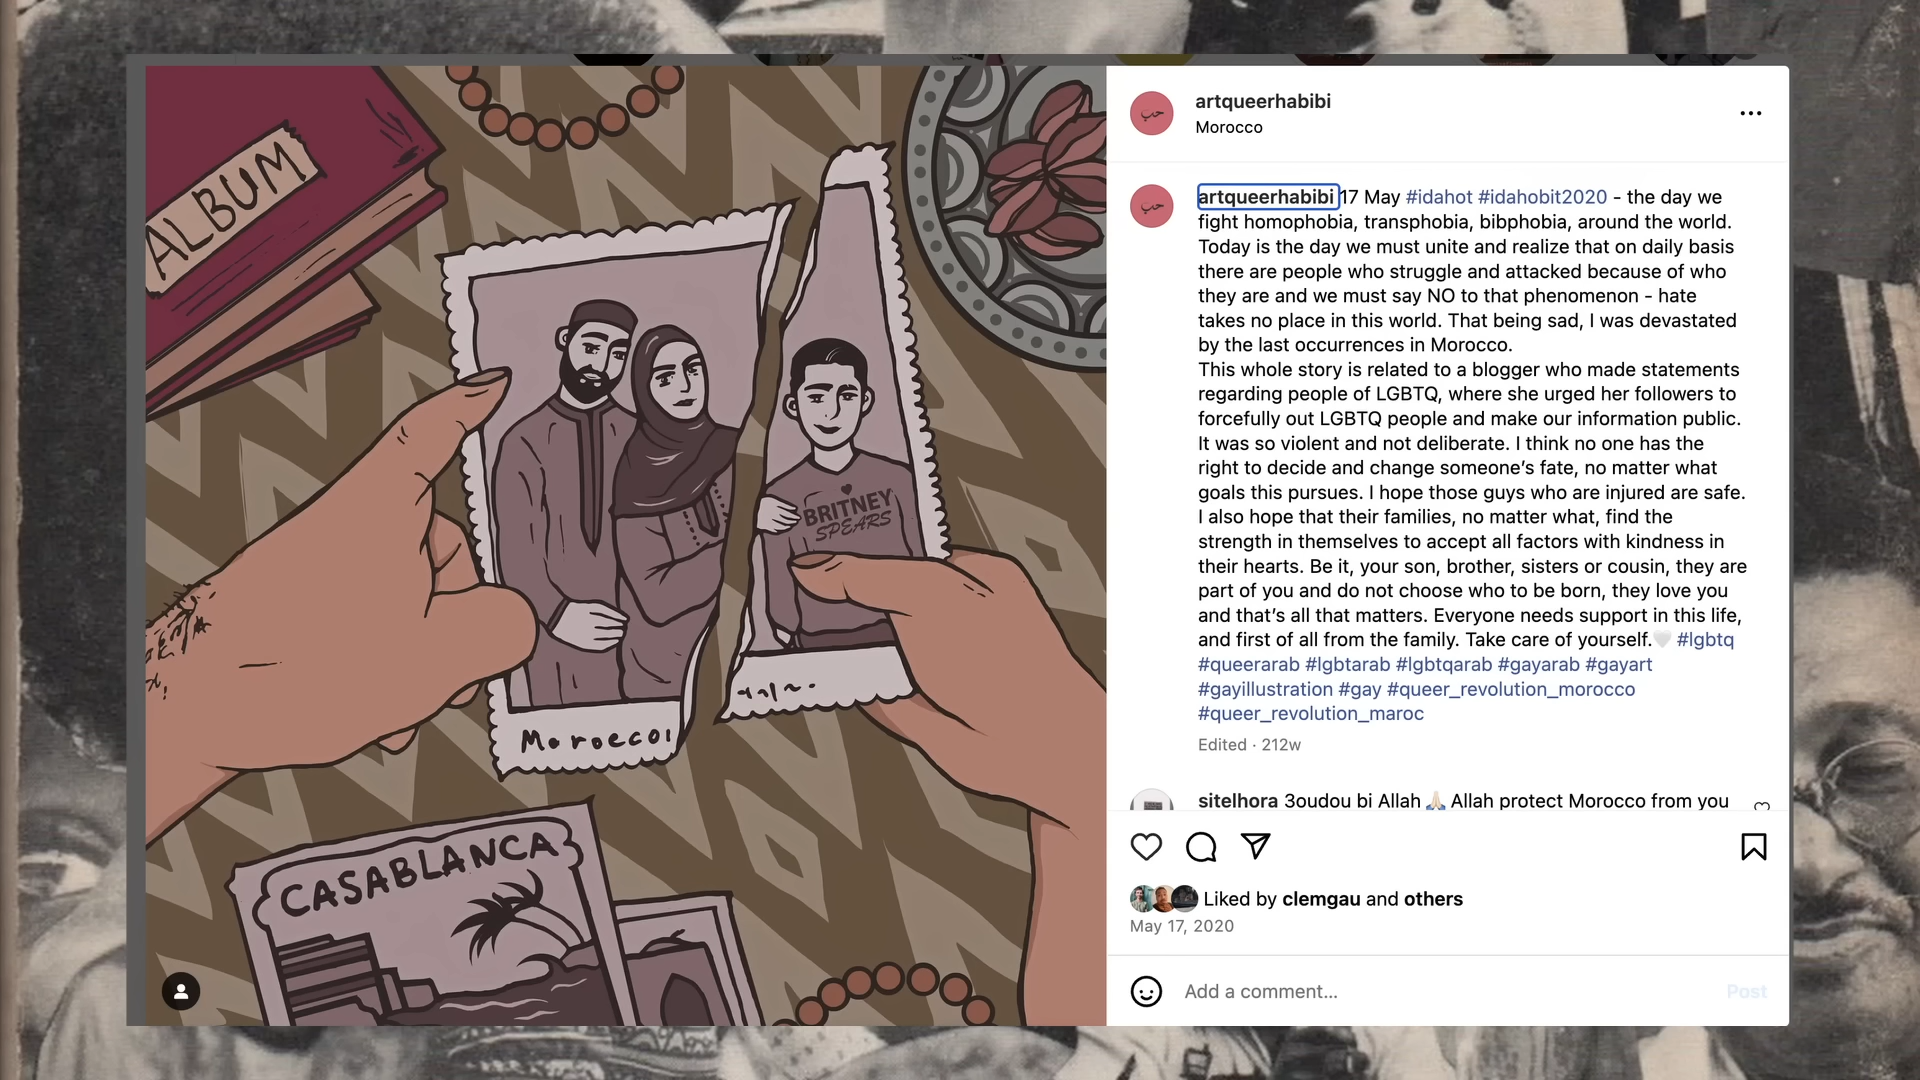 ALBUM
BRITNEY
SPEARS
Morocco
CASABLANCA
حب
artqueerhabibi
Morocco
حب
artqueerhabibi 17 May #idahot #idahobit2020 - the day we
fight homophobia, transphobia, bibphobia, around the world.
Today is the day we must unite and realize that on daily basis
there are people who struggle and attacked because of who
they are and we must say NO to that phenomenon - hate
takes no place in this world. That being sad, I was devastated
by the last occurrences in Morocco.
This whole story is related to a blogger who made statements
regarding people of LGBTQ, where she urged her followers to
forcefully out LGBTQ people and make our information public.
It was so violent and not deliberate. I think no one has the
right to decide and change someone’s fate, no matter what
goals this pursues. I hope those guys who are injured are safe.
I also hope that their families, no matter what, find the
strength in themselves to accept all factors with kindness in
their hearts. Be it, your son, brother, sisters or cousin, they are
part of you and do not choose who to be born, they love you
and that’s all that matters. Everyone needs support in this life,
and first of all from the family. Take care of yourself.🤍 #lgbtq
#queerarab #lgbtarab #lgbtqarab #gayarab #gayart
#gayillustration #gay #queer_revolution_morocco
#queer_revolution_maroc
Edited · 212w
sitelhora 3oudou bi Allah 🙏🏻 Allah protect Morocco from you
Liked by clemgau and others
May 17, 2020
Add a comment...
Post